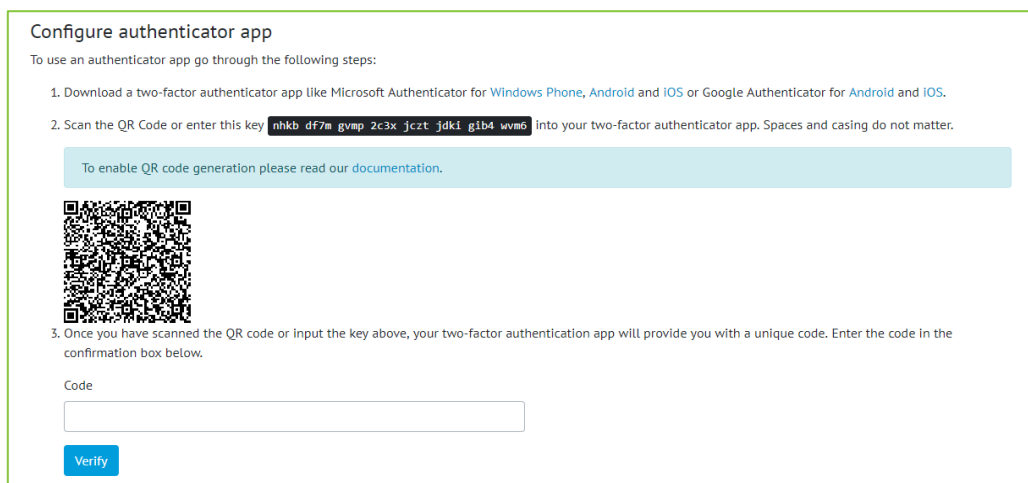 Configure authenticator app
To use an authenticator app go through the following steps:
1. Download a two-factor authenticator app like Microsoft Authenticator for Windows Phone, Android and iOS or Google Authenticator for Android and iOS.
2. Scan the QR Code or enter this key nhkb df7m gvmp 2c3x jczt jdki gib4 wvm6 into your two-factor authenticator app. Spaces and casing do not matter.
To enable QR code generation please read our documentation.
3. Once you have scanned the QR code or input the key above, your two-factor authentication app will provide you with a unique code. Enter the code in the
confirmation box below.
Code
Verify